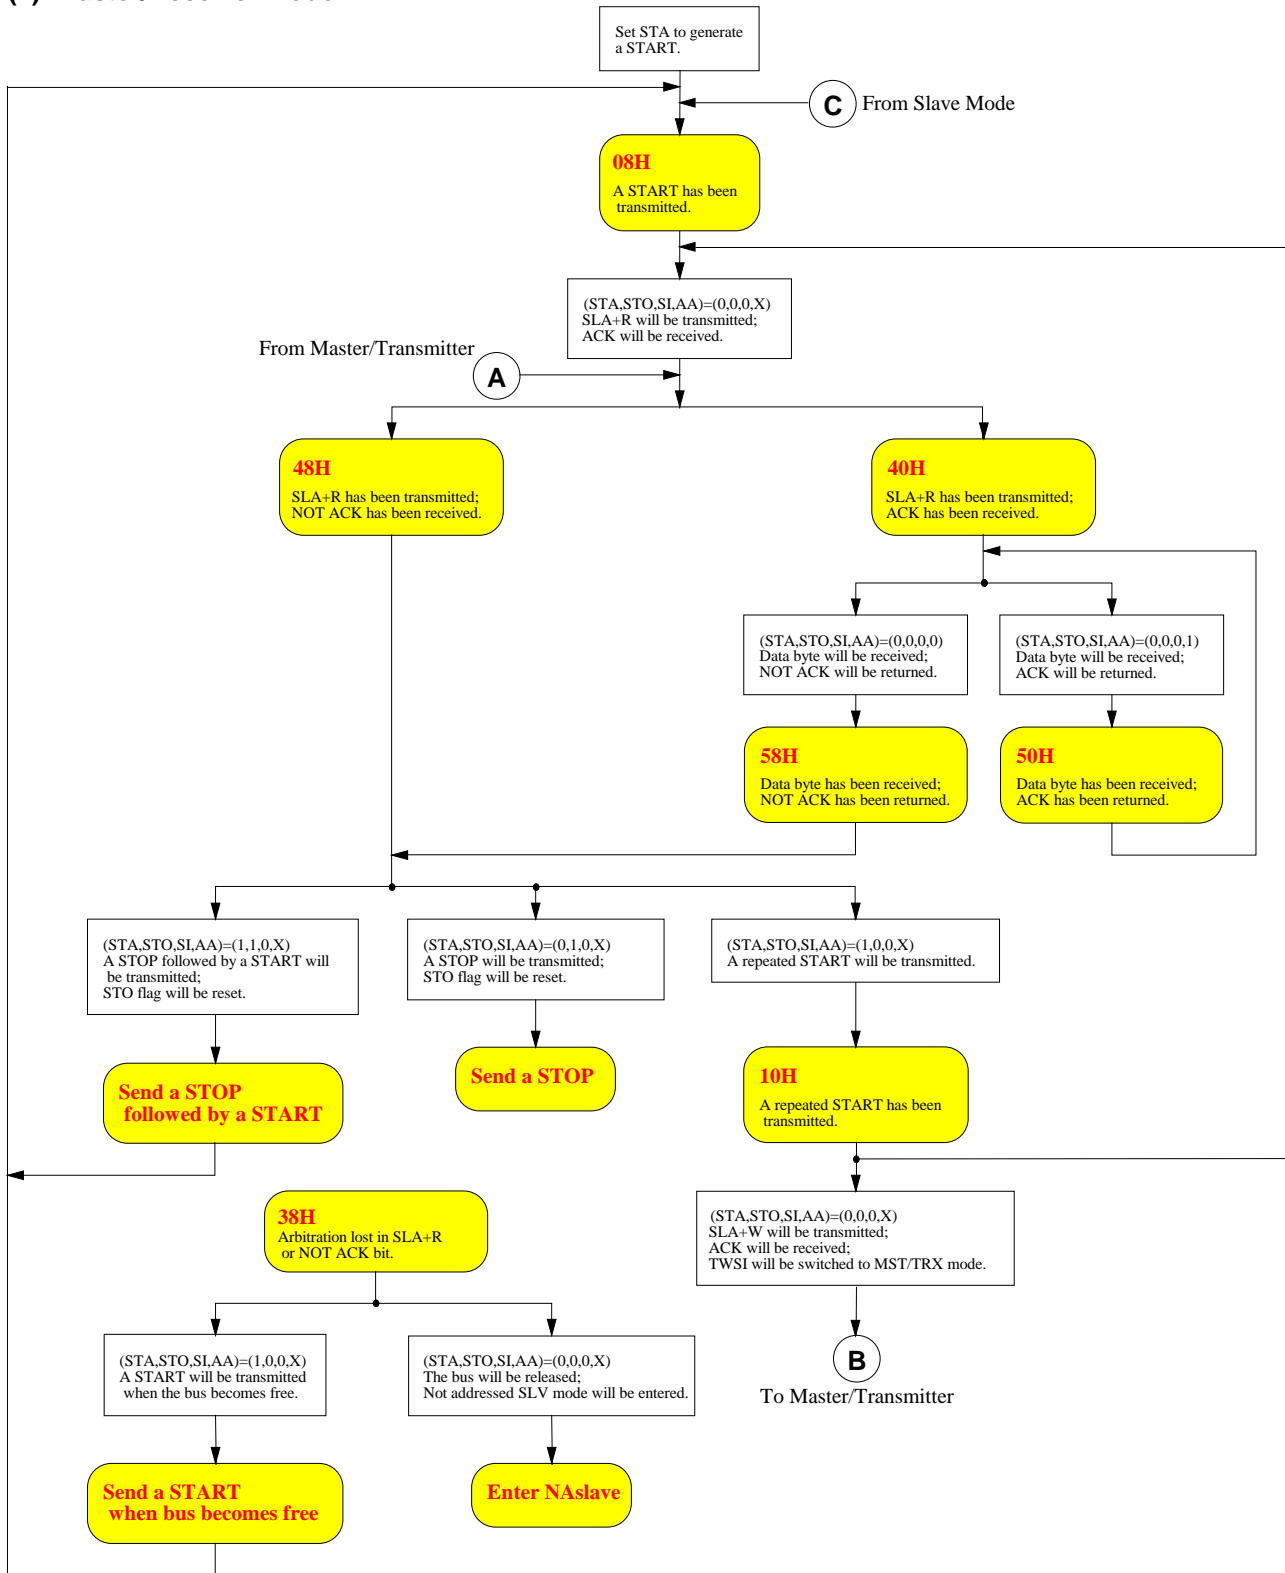 Set STA to generate
a START.
C
From Slave Mode
08H
A START has been
transmitted.
(STA,STO,SI,AA)=(0,0,0,X)
SLA+R will be transmitted;
ACK will be received.
From Master/Transmitter
A
48H
SLA+R has been transmitted;
NOT ACK has been received.
40H
SLA+R has been transmitted;
ACK has been received.
(STA,STO,SI,AA)=(0,0,0,0)
Data byte will be received;
NOT ACK will be returned.
(STA,STO,SI,AA)=(0,0,0,1)
Data byte will be received;
ACK will be returned.
58H
Data byte has been received;
NOT ACK has been returned.
50H
Data byte has been received;
ACK has been returned.
(STA,STO,SI,AA)=(1,1,0,X)
A STOP followed by a START will
be transmitted;
STO flag will be reset.
(STA,STO,SI,AA)=(0,1,0,X)
A STOP will be transmitted;
STO flag will be reset.
(STA,STO,SI,AA)=(1,0,0,X)
A repeated START will be transmitted.
Send a STOP
followed by a START
Send a STOP
10H
A repeated START has been
transmitted.
38H
Arbitration lost in SLA+R
or NOT ACK bit.
(STA,STO,SI,AA)=(0,0,0,X)
SLA+W will be transmitted;
ACK will be received;
TWSI will be switched to MST/TRX mode.
(STA,STO,SI,AA)=(1,0,0,X)
A START will be transmitted
when the bus becomes free.
(STA,STO,SI,AA)=(0,0,0,X)
The bus will be released;
Not addressed SLV mode will be entered.
B
To Master/Transmitter
Send a START
when bus becomes free
Enter NAslave